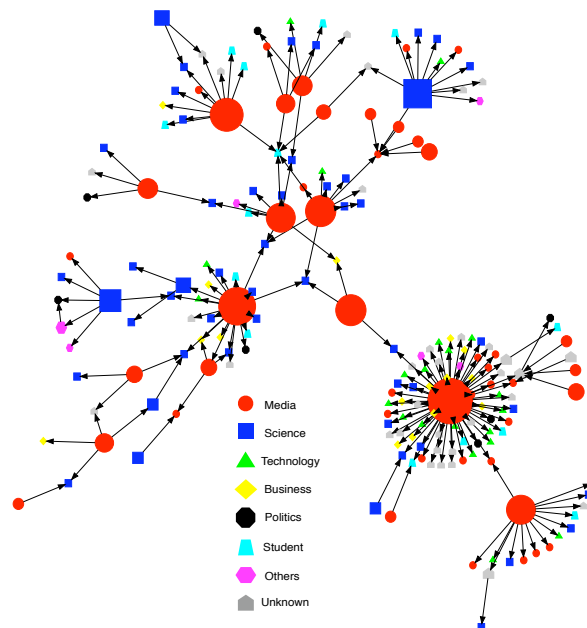 Media
Science
Technology
Business
Politics
Student
Others
Unknown